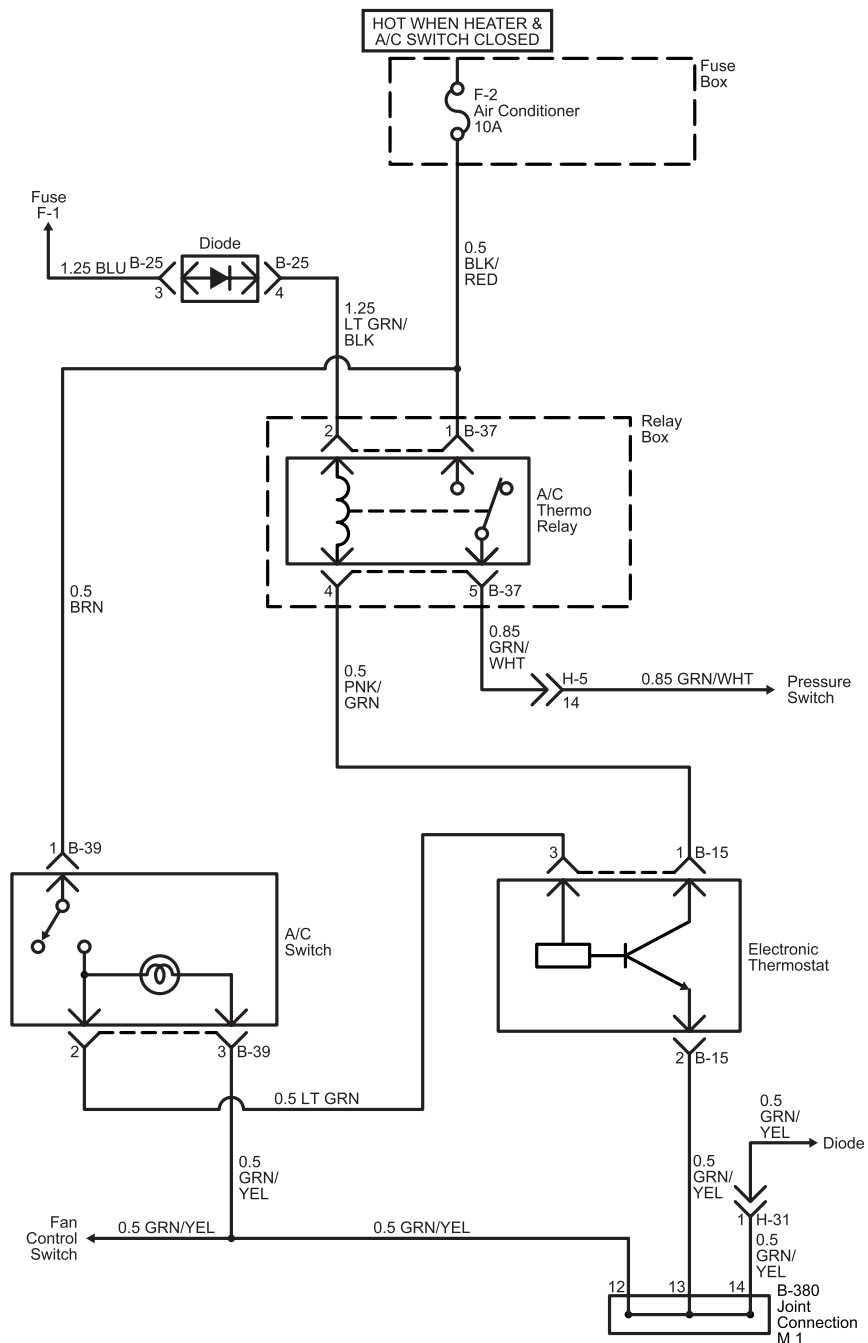 HOT WHEN HEATER &
A/C SWITCH CLOSED
Fuse
Box
F-2
Air Conditioner
10A
Fuse
F-1
Diode
1.25 BLU
B-25
3
B-25
4
0.5
BLK/
RED
1.25
LT GRN/
BLK
2
1
B-37
Relay
Box
A/C
Thermo
Relay
4
5
B-37
0.5
BRN
0.85
GRN/
WHT
0.5
PNK/
GRN
H-5
14
0.85 GRN/WHT
Pressure
Switch
1
B-39
3
1
B-15
A/C
Switch
Electronic
Thermostat
2
3
B-39
2
B-15
0.5 LT GRN
0.5
GRN/
YEL
Diode
0.5
GRN/
YEL
0.5
GRN/
YEL
1
H-31
Fan
Control
Switch
0.5 GRN/YEL
0.5 GRN/YEL
0.5
GRN/
YEL
12
13
14
B-380
Joint
Connection
M 1